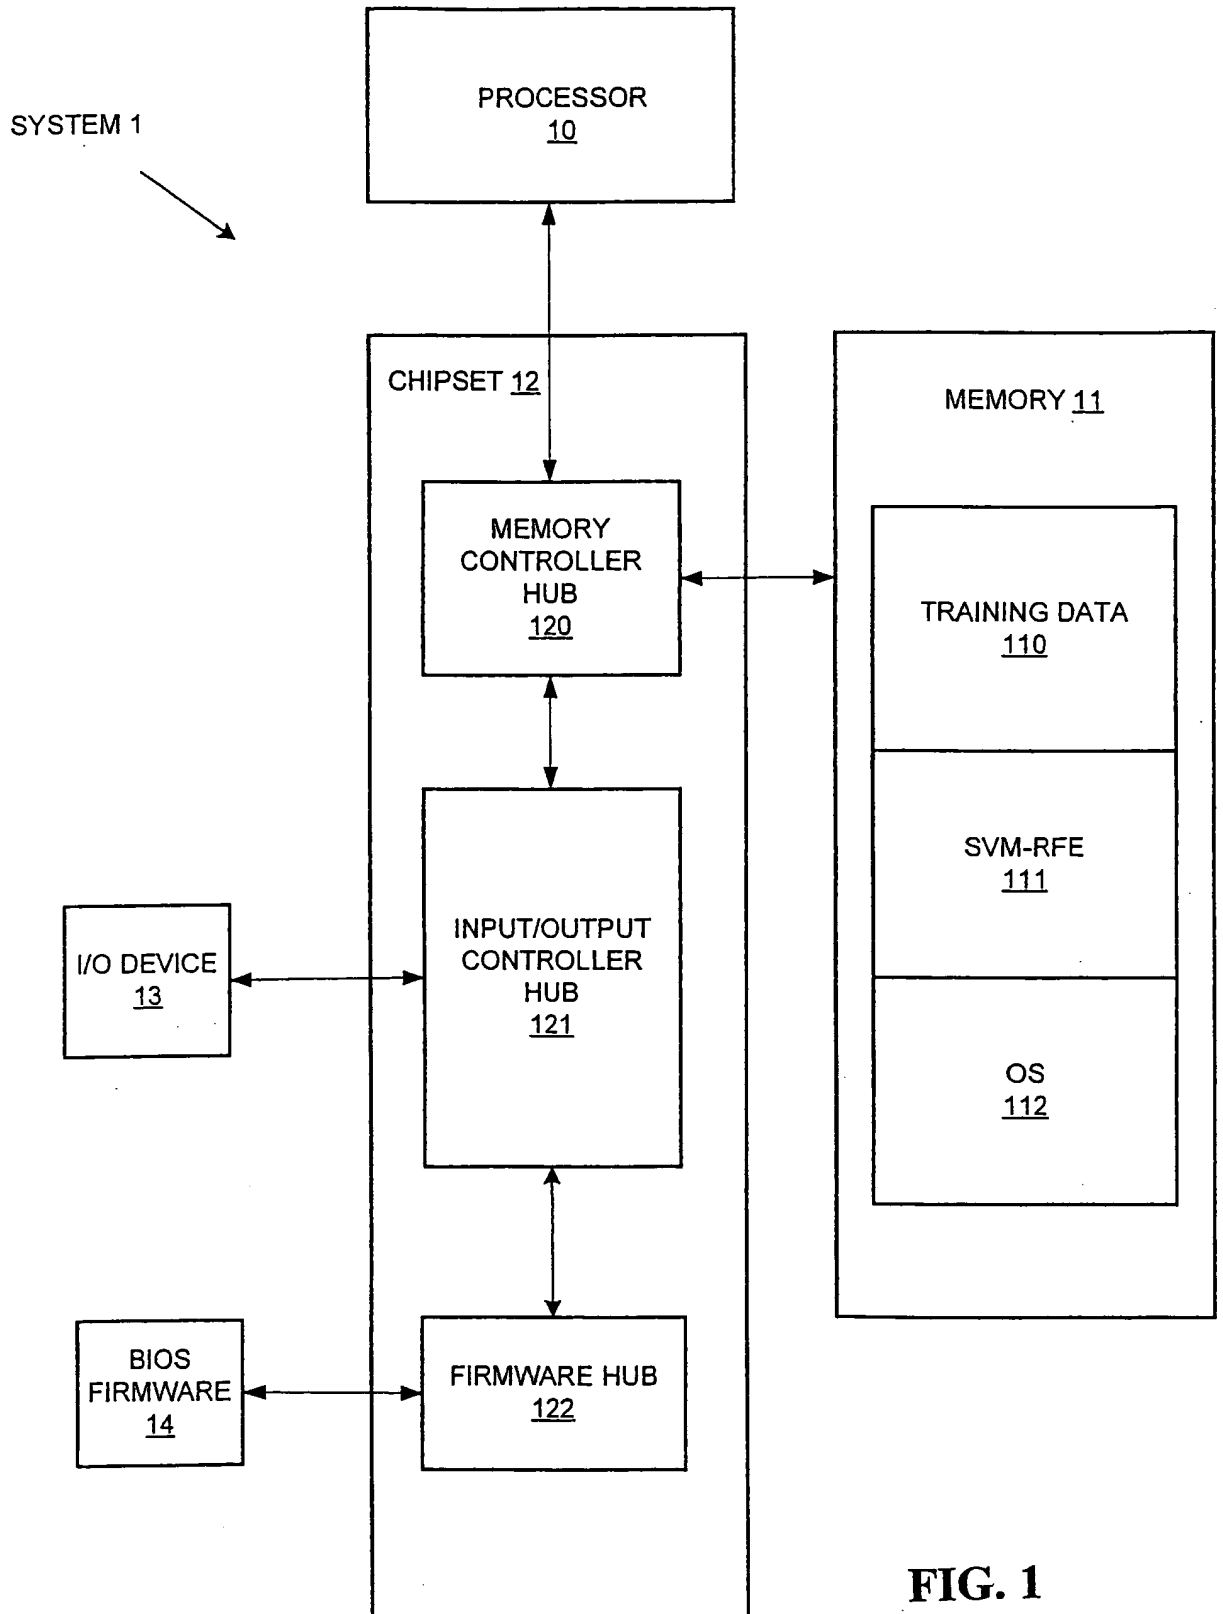 PROCESSOR
10
SYSTEM 1
CHIPSET 12
MEMORY 11
MEMORY
CONTROLLER
HUB
120
TRAINING DATA
110
SVM-RFE
111
INPUT/OUTPUT
CONTROLLER
HUB
121
I/O DEVICE
13
OS
112
BIOS
FIRMWARE
14
FIRMWARE HUB
122
FIG. 1